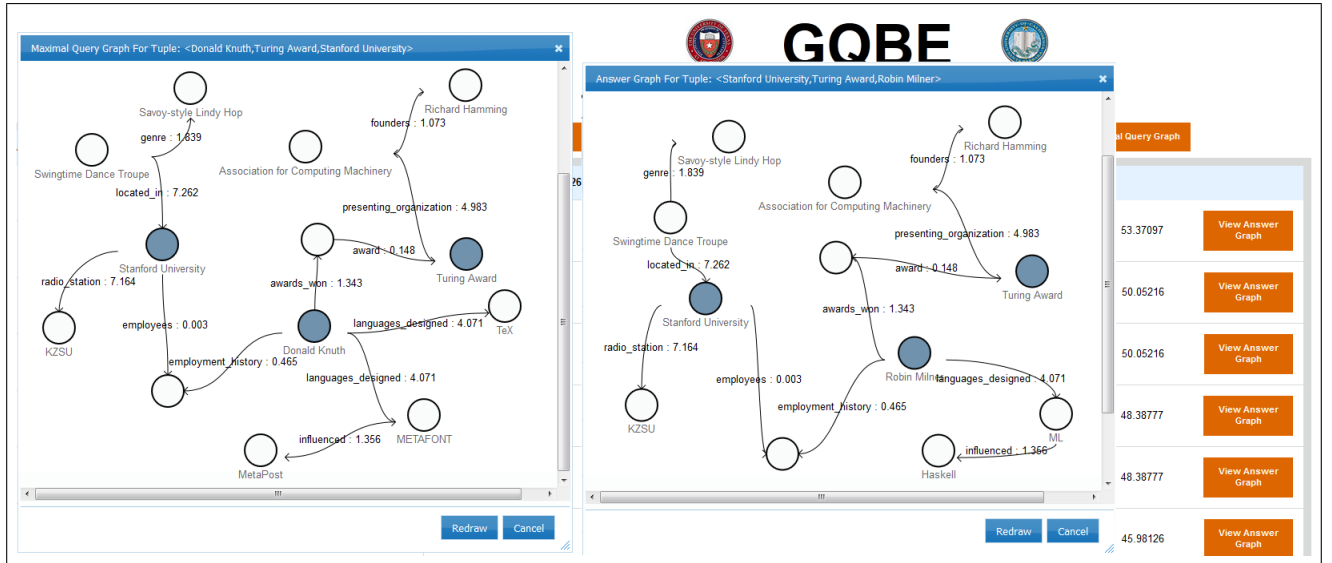 GQBE
Maximal Query Graph For Tuple: <Donald Knuth,Turing Award,Stanford University>
Savoy-style Lindy Hop
Richard Hamming
founders : 1.073
genre : 1.839
Swingtime Dance Troupe
Association for Computing Machinery
located_in : 7.262
presenting_organization : 4.983
award : 0.148
Stanford University
Turing Award
radio_station : 7.164
awards_won : 1.343
employees : 0.003
languages_designed : 4.071
TeX
KZSU
Donald Knuth
employment_history : 0.465
languages_designed : 4.071
influenced : 1.356
METAFONT
MetaPost
Redraw
Cancel
Answer Graph For Tuple: <Stanford University,Turing Award,Robin Milner>
Richard Hamming
Savoy-style Lindy Hop
founders : 1.073
genre : 1.839
Association for Computing Machinery
presenting_organization : 4.983
Swingtime Dance Troupe
located_in : 7.262
award : 0.148
Turing Award
awards_won : 1.343
Stanford University
radio_station : 7.164
employees : 0.003
Robin Milner
languages_designed : 4.071
employment_history : 0.465
KZSU
ML
influenced : 1.356
Haskell
Redraw
Cancel
26
al Query Graph
53.37097
View Answer
Graph
50.05216
View Answer
Graph
50.05216
View Answer
Graph
48.38777
View Answer
Graph
48.38777
View Answer
Graph
45.98126
View Answer
Graph